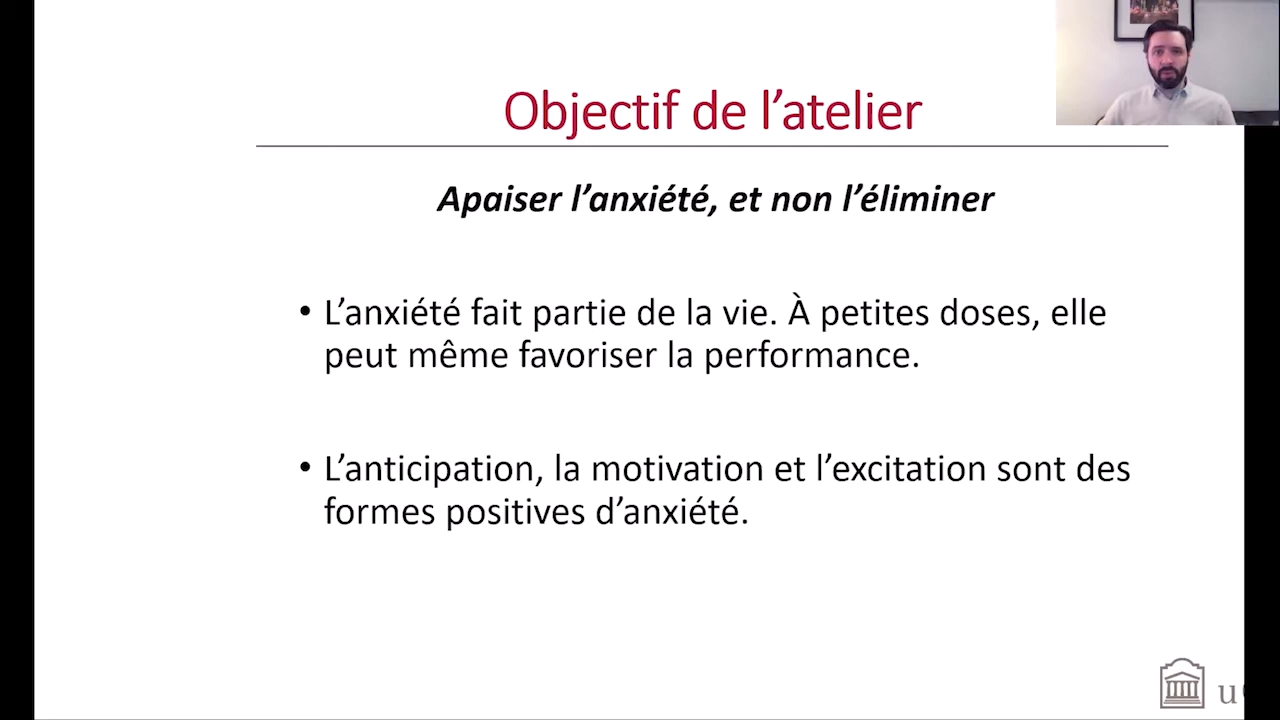 Objectif de l’atelier
Apaiser l’anxiété, et non l’éliminer
• L’anxiété fait partie de la vie. À petites doses, elle
peut même favoriser la performance.
• L’anticipation, la motivation et l’excitation sont des
formes positives d’anxiété.
u